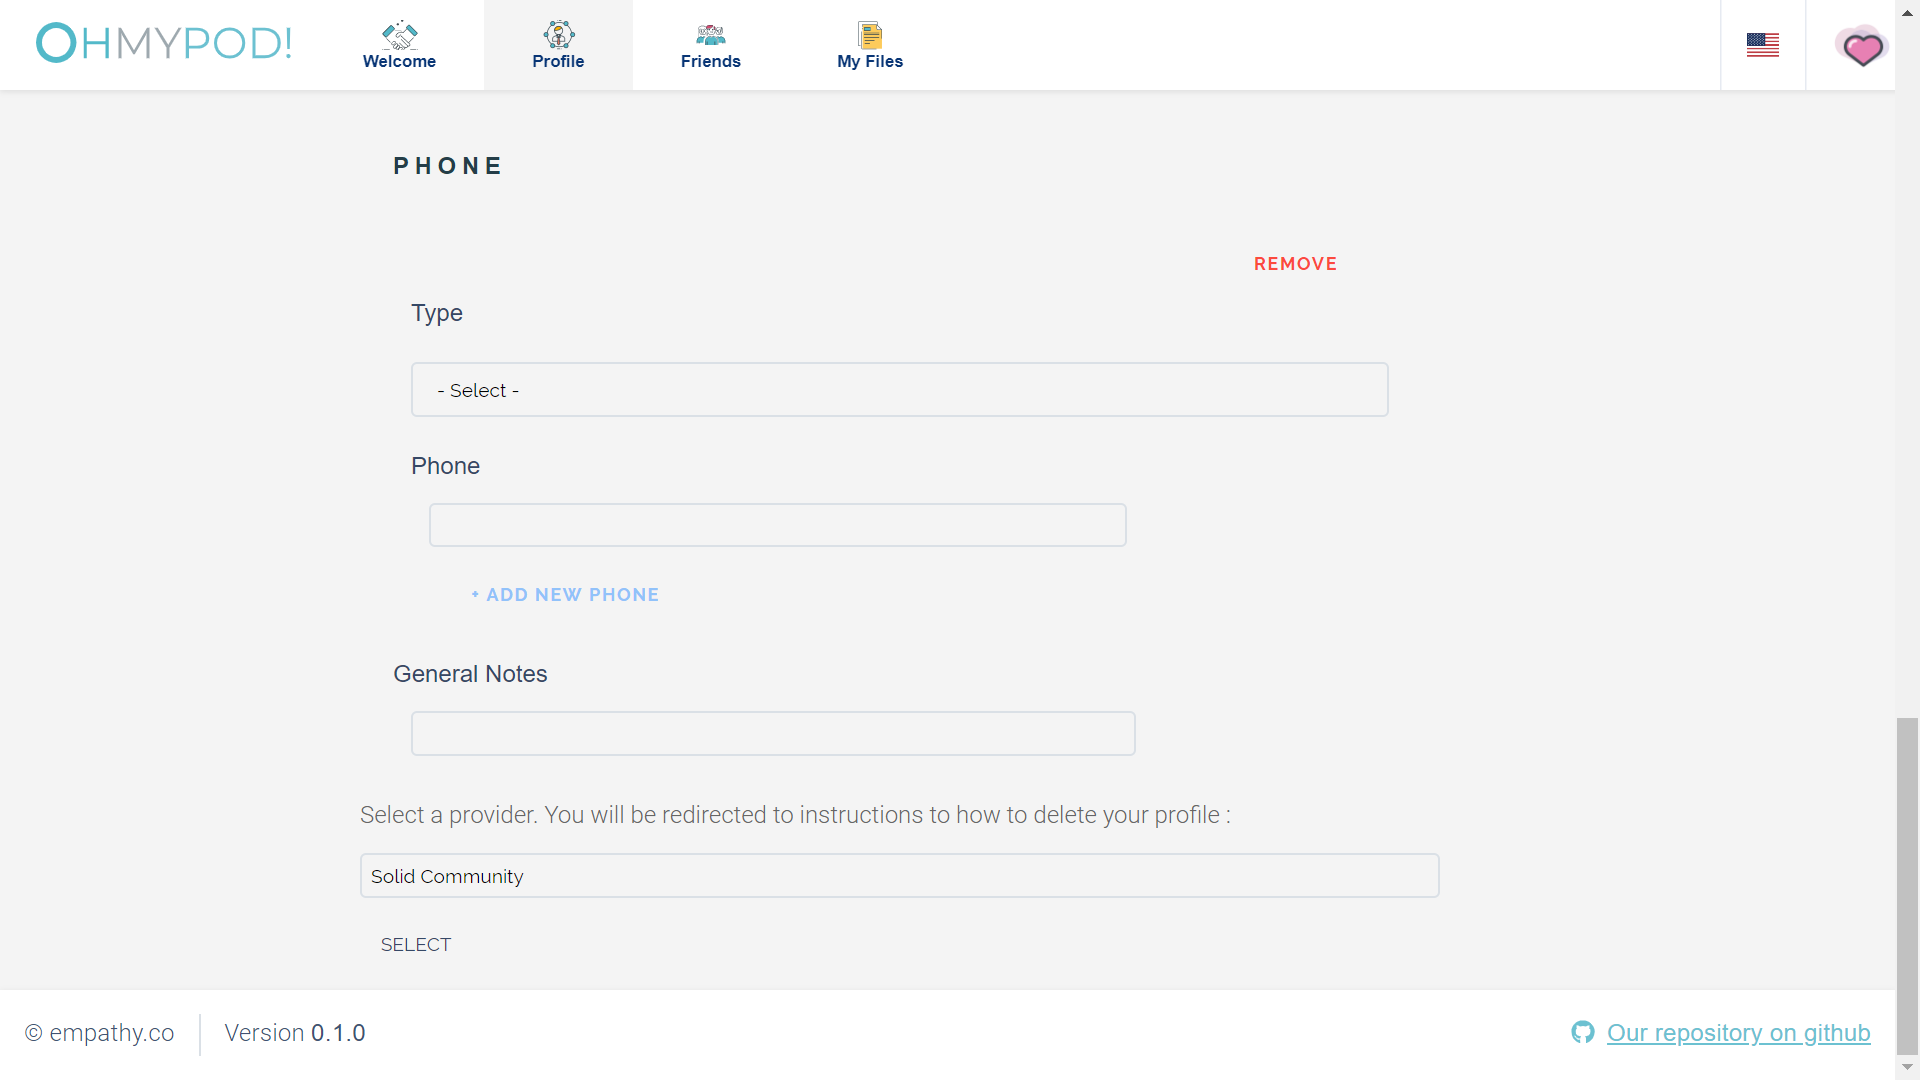 OHMYPOD!
Welcome
Profile
Friends
My Files
PHONE
REMOVE
Type
- Select -
Phone
+ ADD NEW PHONE
General Notes
Select a provider. You will be redirected to instructions to how to delete your profile :
Solid Community
SELECT
© empathy.co
Version 0.1.0
Our repository on github